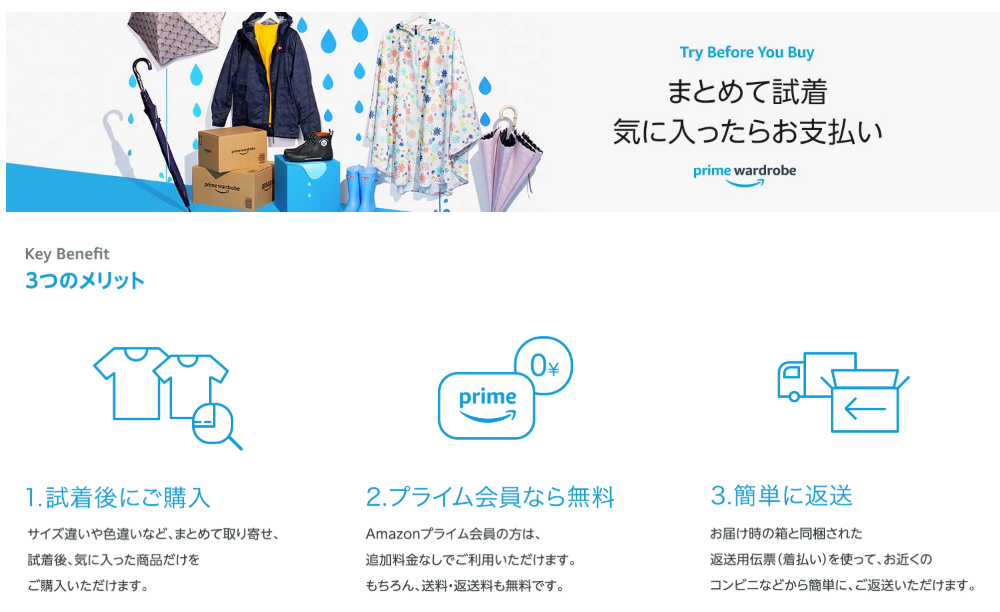 Try Before You Buy
まとめて試着
気に入ったらお支払い
prime wardrobe
prime wardrobe
prime wardrobe
Key Benefit
3つのメリット
0¥
prime
1.試着後にご購入
サイズ違いや色違いなど、まとめて取り寄せ、
試着後、気に入った商品だけを
ご購入いただけます。
2.プライム会員なら無料
Amazonプライム会員の方は、
追加料金なしでご利用いただけます。
もちろん、送料・返送料も無料です。
3.簡単に返送
お届け時の箱と同梱された
返送用伝票（着払い）を使って、お近くの
コンビニなどから簡単に、ご返送いただけます。